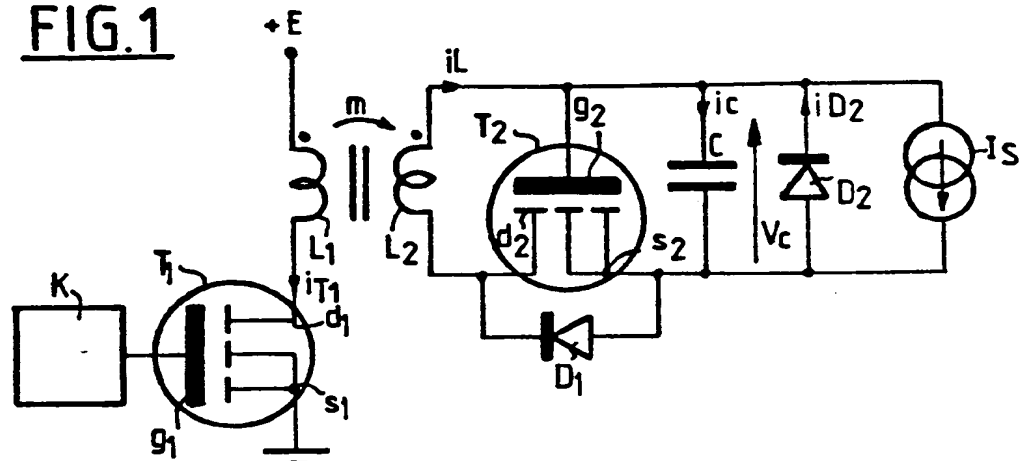 FIG.1
+E
m
iL
T2
g2
ic
C
iD2
D2
IS
Vc
L1
L2
d2
s2
D1
K
T1
iT1
d1
s1
g1